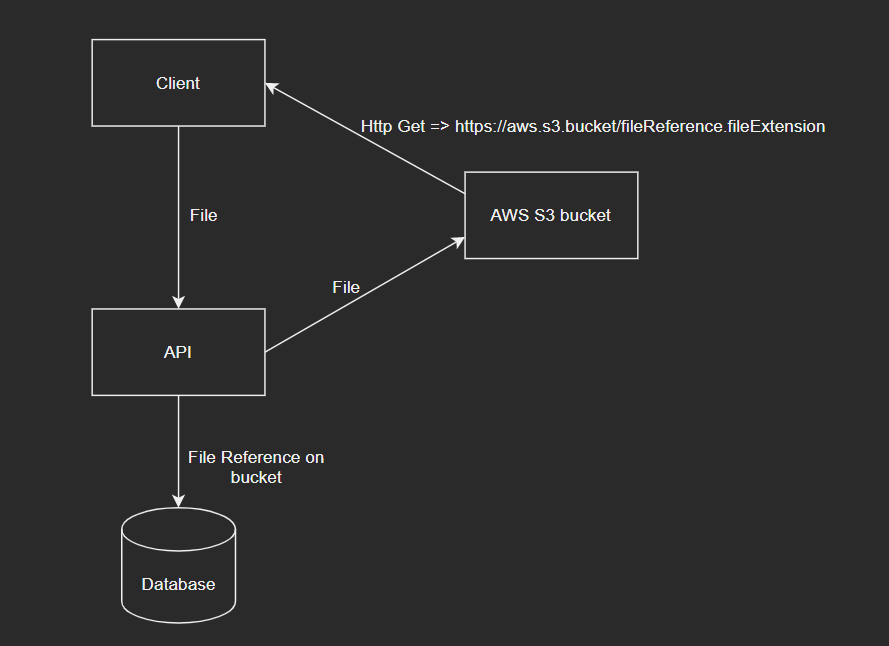 Client
Http Get => https://aws.s3.bucket/fileReference.fileExtension
File
AWS S3 bucket
File
API
File Reference on
bucket
Database